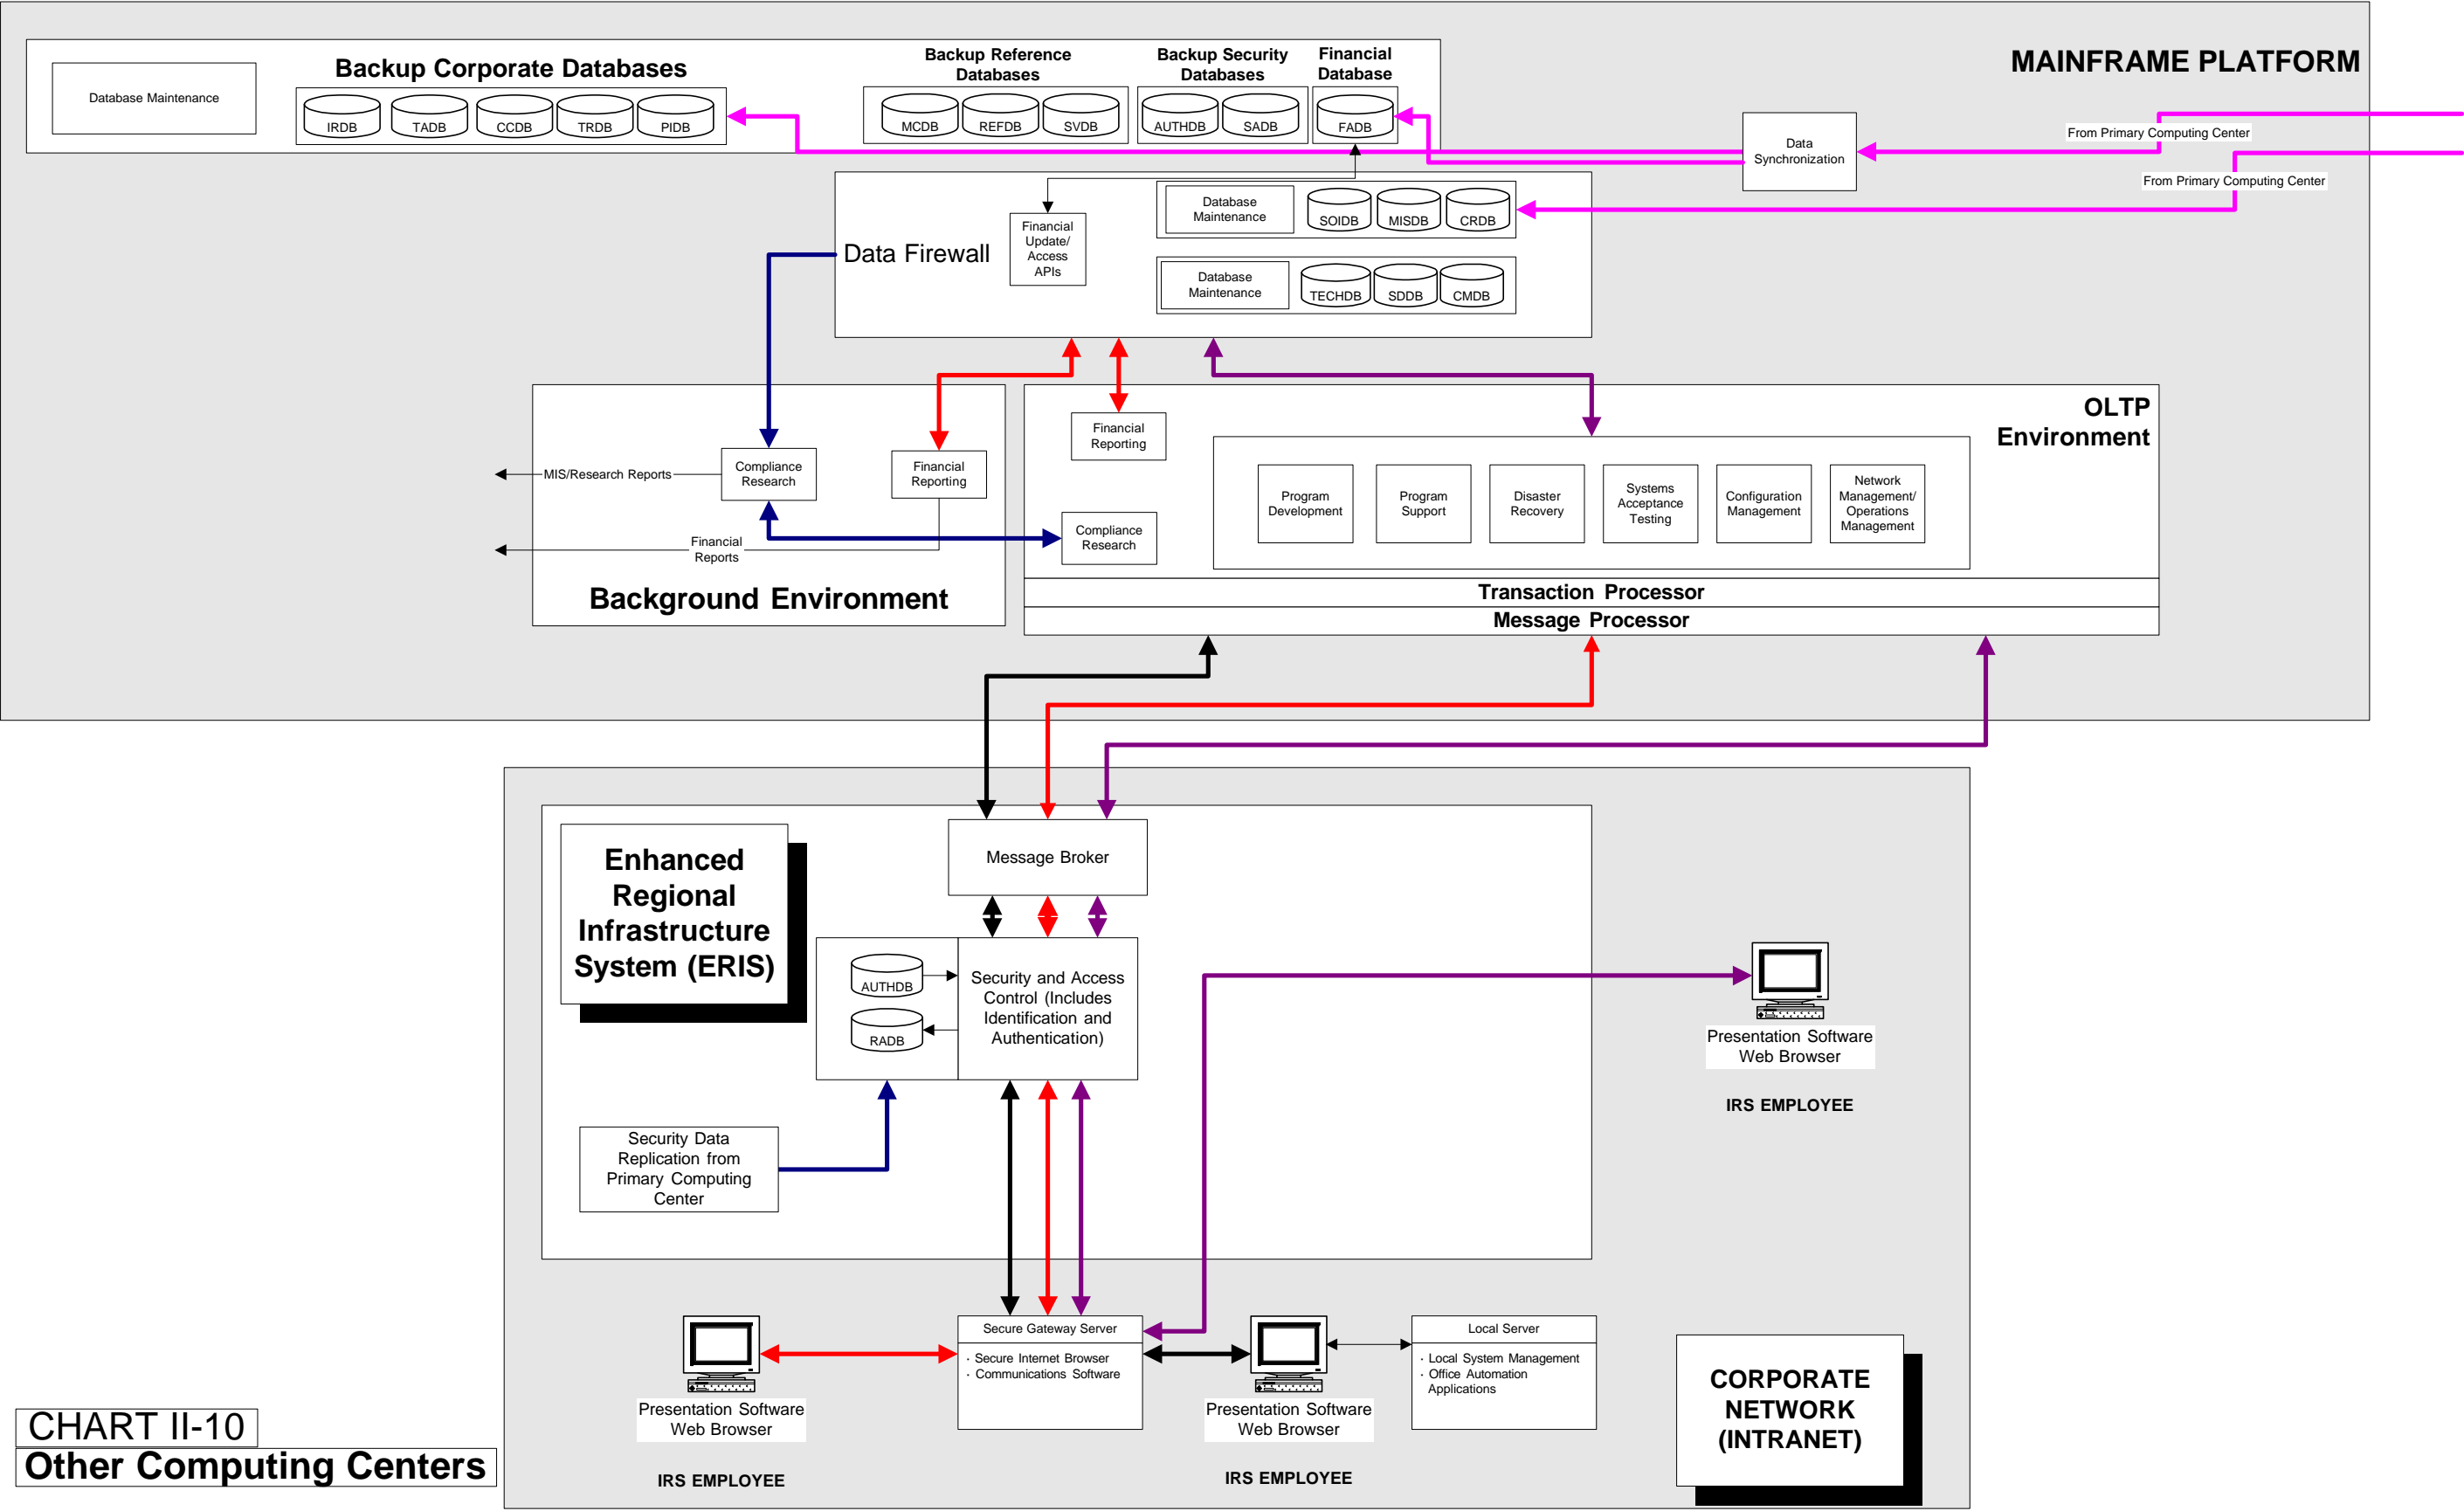 MAINFRAME PLATFORM
Backup Corporate Databases
Backup Reference
Databases
Backup Security
Databases
Financial
Database
Database Maintenance
IRDB
TADB
CCDB
TRDB
PIDB
MCDB
REFDB
SVDB
AUTHDB
SADB
FADB
Data
Synchronization
From Primary Computing Center
From Primary Computing Center
Data Firewall
Financial
Update/
Access
APIs
Database
Maintenance
SOIDB
MISDB
CRDB
Database
Maintenance
TECHDB
SDDB
CMDB
OLTP
Environment
Financial
Reporting
Compliance
Research
Financial
Reporting
MIS/Research Reports
Financial
Reports
Background Environment
Compliance
Research
Program
Development
Program
Support
Disaster
Recovery
Systems
Acceptance
Testing
Configuration
Management
Network
Management/
Operations
Management
Transaction Processor
Message Processor
Enhanced
Regional
Infrastructure
System (ERIS)
Message Broker
AUTHDB
RADB
Security and Access
Control (Includes
Identification and
Authentication)
Security Data
Replication from
Primary Computing
Center
Presentation Software
Web Browser
IRS EMPLOYEE
Presentation Software
Web Browser
IRS EMPLOYEE
Secure Gateway Server
· Secure Internet Browser
· Communications Software
Presentation Software
Web Browser
IRS EMPLOYEE
Local Server
· Local System Management
· Office Automation
Applications
CORPORATE
NETWORK
(INTRANET)
CHART II-10
Other Computing Centers